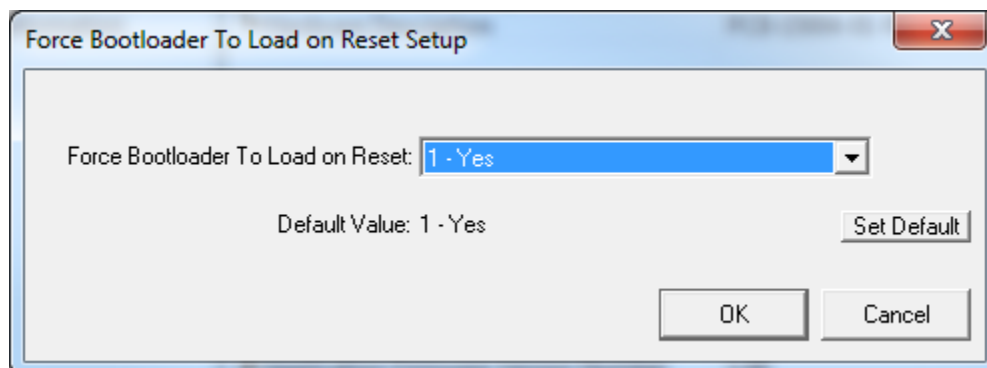 Force Bootloader To Load on Reset Setup
Force Bootloader To Load on Reset: 1 - Yes
Default Value: 1 - Yes
Set Default
OK
Cancel